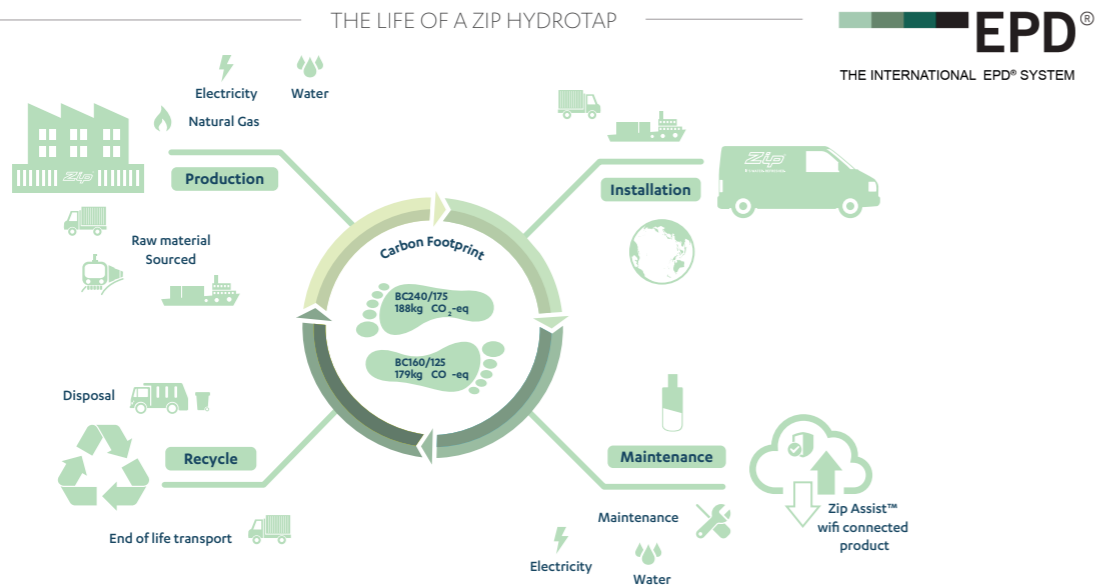 THE LIFE OF A ZIP HYDROTAP
EPD®
THE INTERNATIONAL EPD® SYSTEM
Electricity
Water
Natural Gas
Zip
Production
Raw material
Sourced
Installation
Zip
Carbon Footprint
BC240/175
188kg CO2-eq
BC160/125
179kg CO -eq
Disposal
Recycle
End of life transport
Maintenance
Maintenance
Electricity
Water
Zip Assist™
wifi connected
product